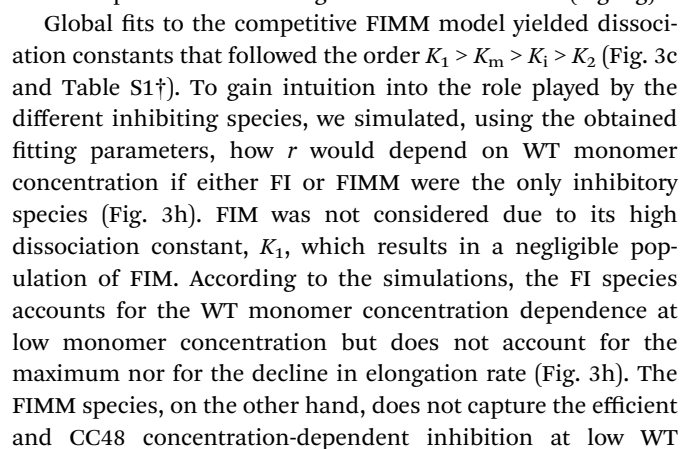 Global fits to the competitive FIMM model yielded dissoci-
ation constants that followed the order K₁ > Kₘ > Kᵢ > K₂ (Fig. 3c
and Table S1†). To gain intuition into the role played by the
different inhibiting species, we simulated, using the obtained
fitting parameters, how r would depend on WT monomer
concentration if either FI or FIMM were the only inhibitory
species (Fig. 3h). FIM was not considered due to its high
dissociation constant, K₁, which results in a negligible pop-
ulation of FIM. According to the simulations, the FI species
accounts for the WT monomer concentration dependence at
low monomer concentration but does not account for the
maximum nor for the decline in elongation rate (Fig. 3h). The
FIMM species, on the other hand, does not capture the efficient
and CC48 concentration-dependent inhibition at low WT